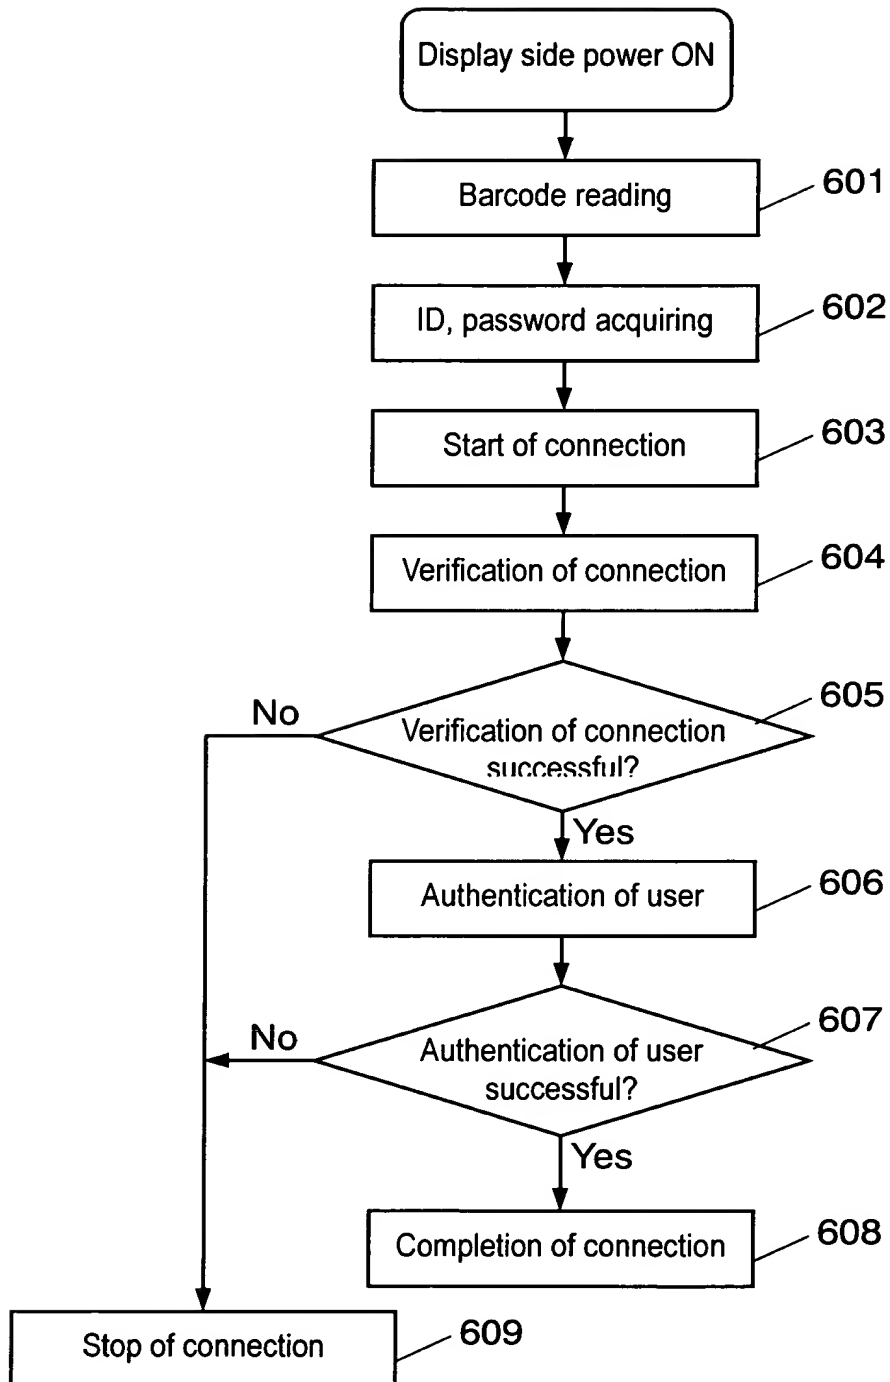 Display side power ON
Barcode reading
601
ID, password acquiring
602
Start of connection
603
Verification of connection
604
605
No
Verification of connection
successful?
Yes
Authentication of user
606
607
No
Authentication of user
successful?
Yes
Completion of connection
608
Stop of connection
609